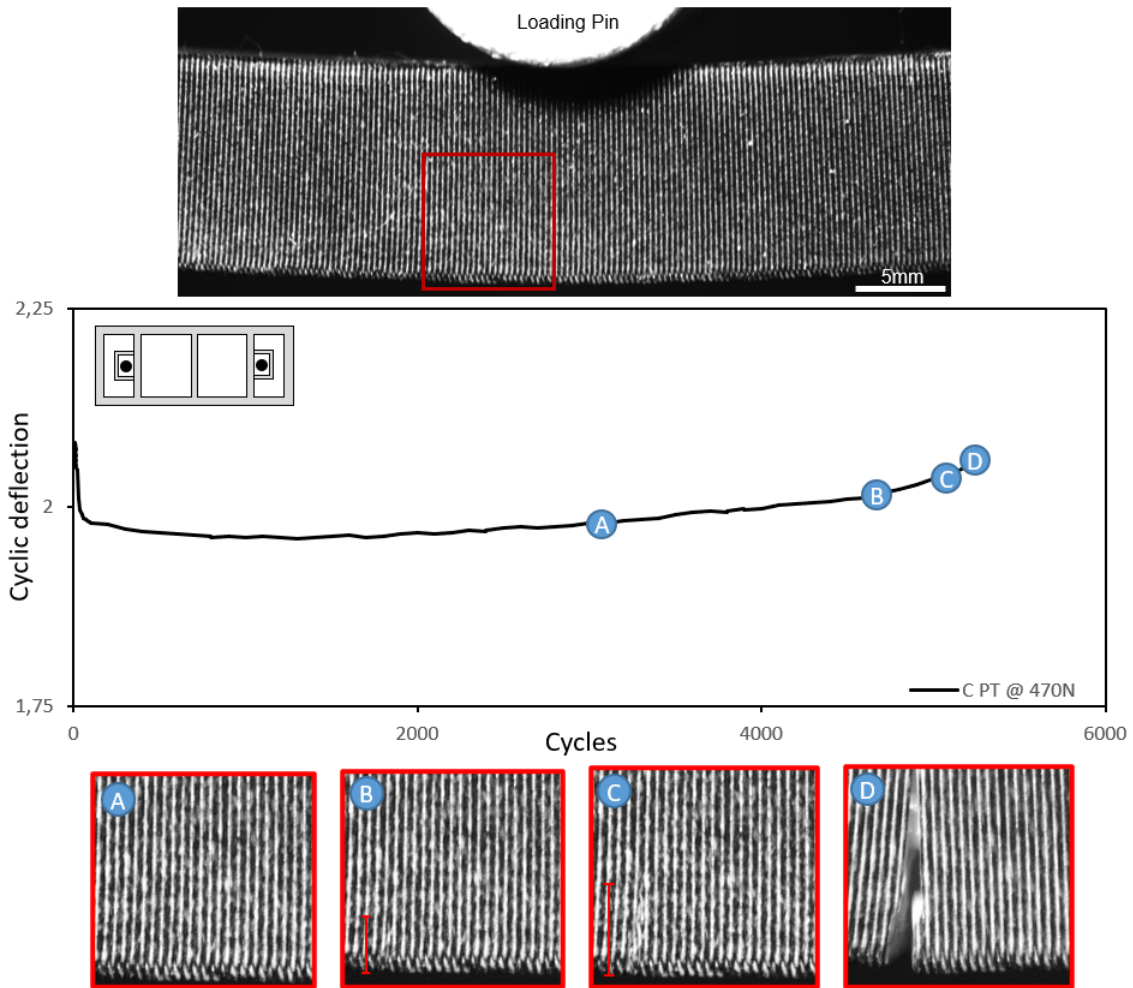 Loading Pin
5mm
2,25
Cyclic deflection
2
A
B
C
D
1,75
C PT @ 470N
0
2000
4000
6000
Cycles
A
B
C
D